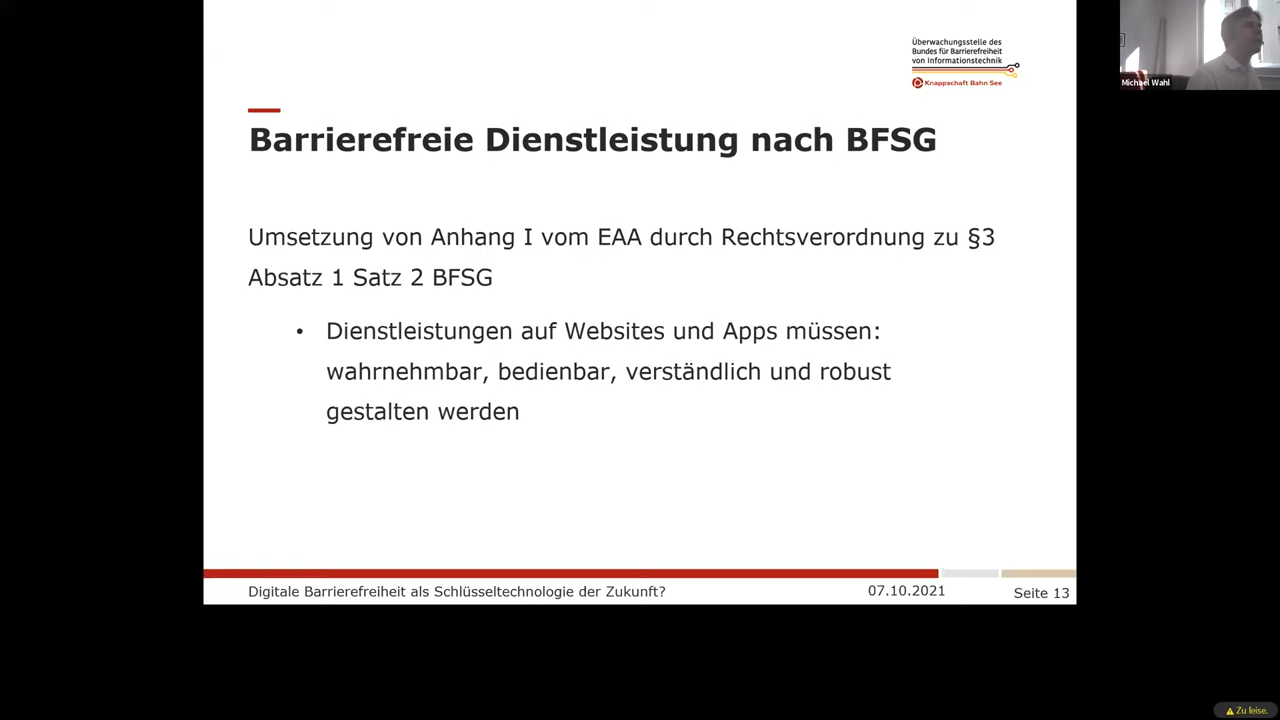 Überwachungsstelle des
Bundes für Barrierefreiheit
von Informationstechnik
Knappschaft Bahn See
Michael Wahl
Barrierefreie Dienstleistung nach BFSG
Umsetzung von Anhang I vom EAA durch Rechtsverordnung zu §3
Absatz 1 Satz 2 BFSG
• Dienstleistungen auf Websites und Apps müssen:
wahrnehmbar, bedienbar, verständlich und robust
gestalten werden
Digitale Barrierefreiheit als Schlüsseltechnologie der Zukunft?
07.10.2021
Seite 13
Zu leise.